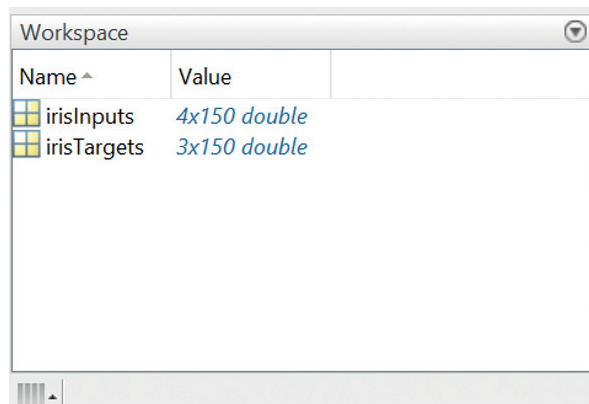 Workspace
Name Value
irisInputs 4x150 double
irisTargets 3x150 double